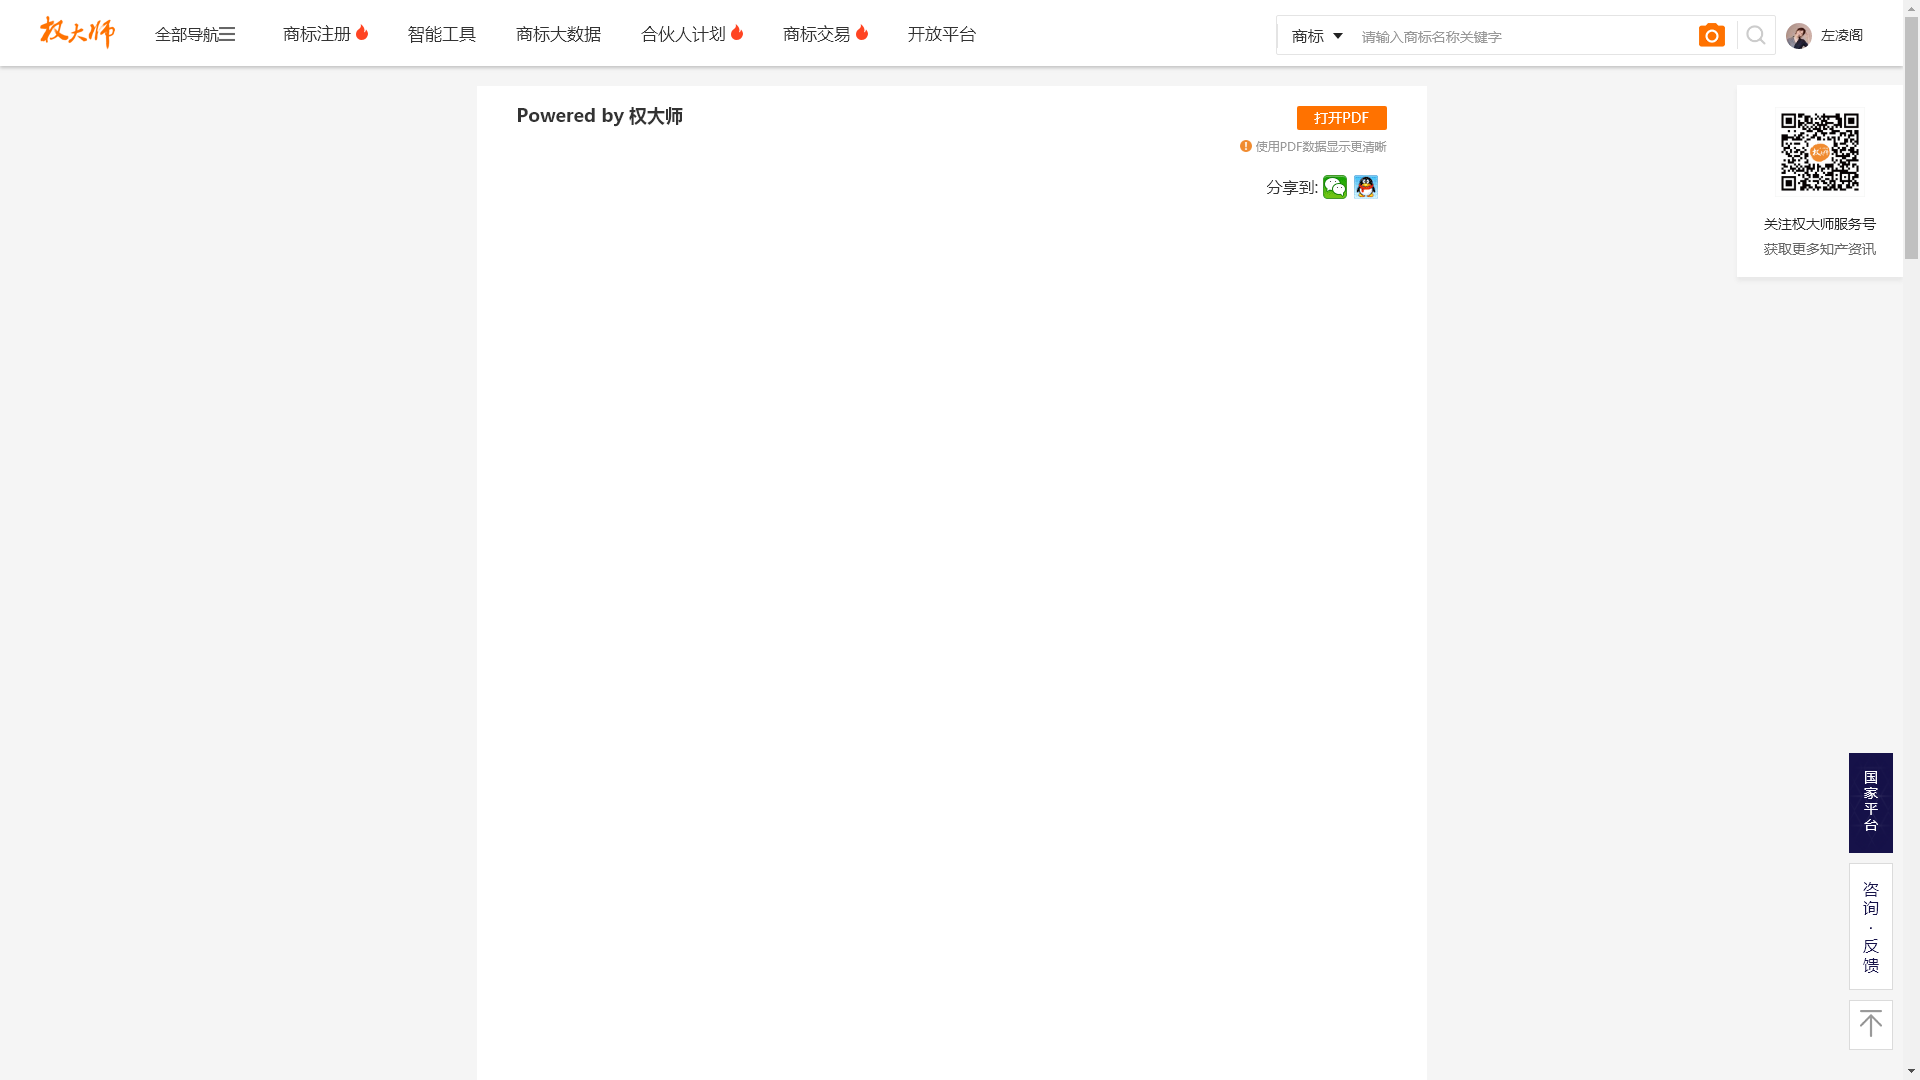 权大师 全部导航 商标注册 智能工具 商标大数据 合伙人计划 商标交易 开放平台 商标 请输入商标名称关键字 左凌阁
Powered by 权大师
打开PDF
使用PDF数据显示更清晰
分享到:
关注权大师服务号
获取更多知产资讯
国家平台
咨询·反馈